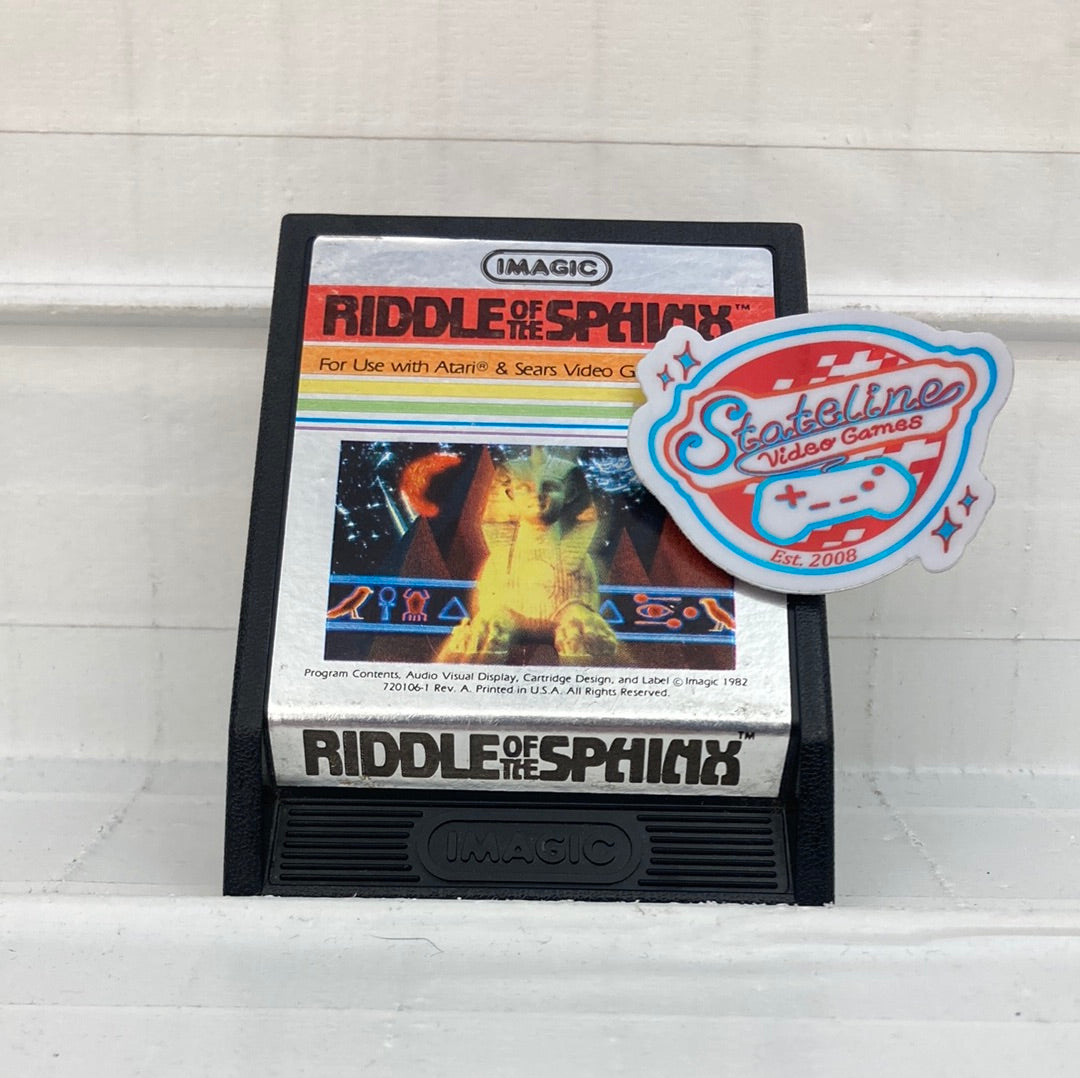 IMAGIC
RIDDLE OF THE SPHINX™
For Use with Atari® & Sears Video G
Stateline
Video Games
Est. 2008
Program Contents, Audio Visual Display, Cartridge Design, and Label © Imagic 1982
720106-1 Rev. A. Printed in U.S.A. All Rights Reserved.
RIDDLE OF THE SPHINX™
IMAGIC